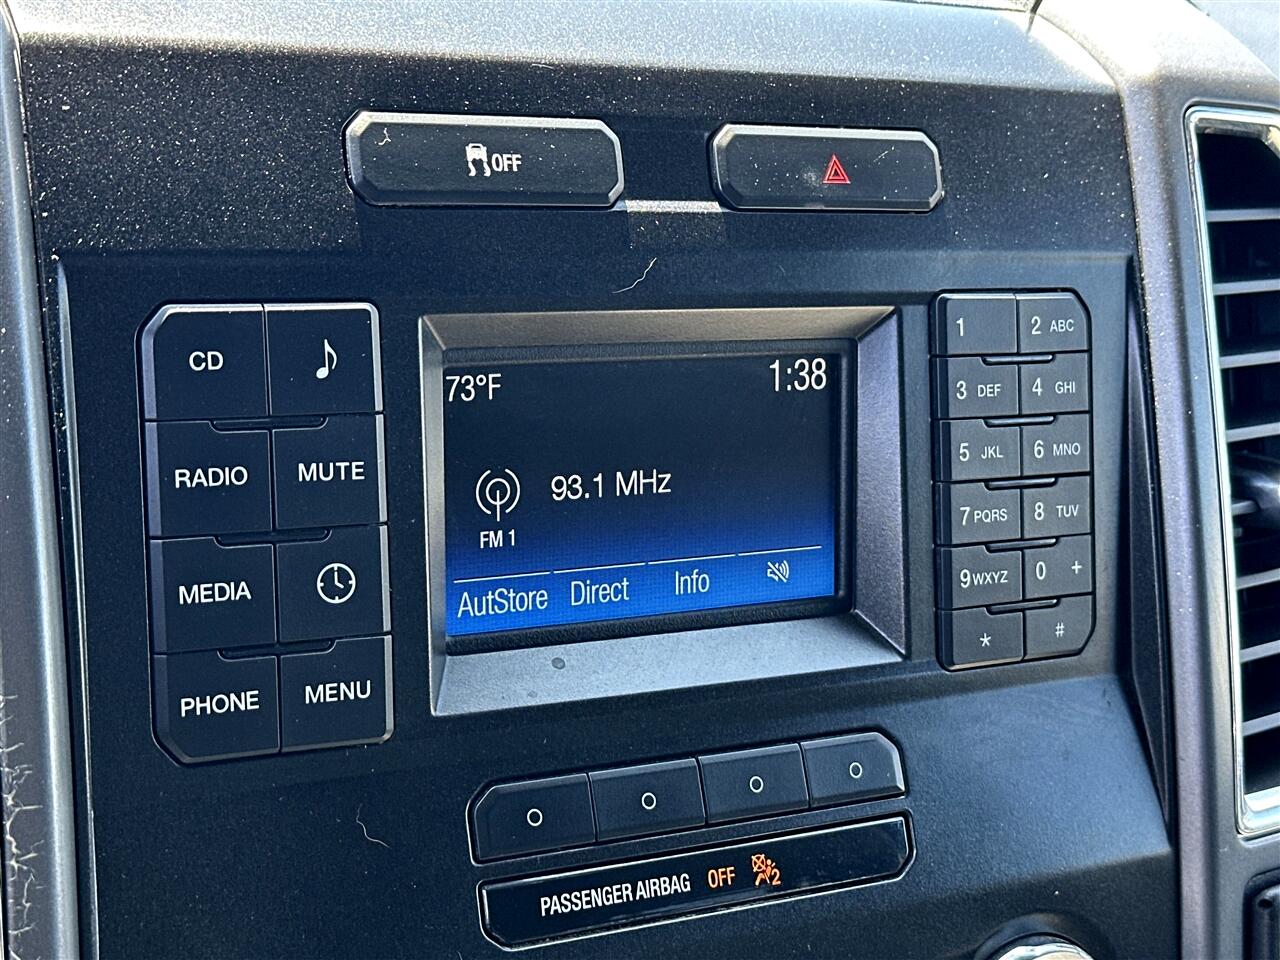 OFF
CD
RADIO MUTE
MEDIA
PHONE MENU
73°F 1:38
93.1 MHz
FM 1
AutStore Direct Info
1 2 ABC
3 DEF 4 GHI
5 JKL 6 MNO
7 PQRS 8 TUV
9 WXYZ 0 +
* #
PASSENGER AIRBAG OFF 2